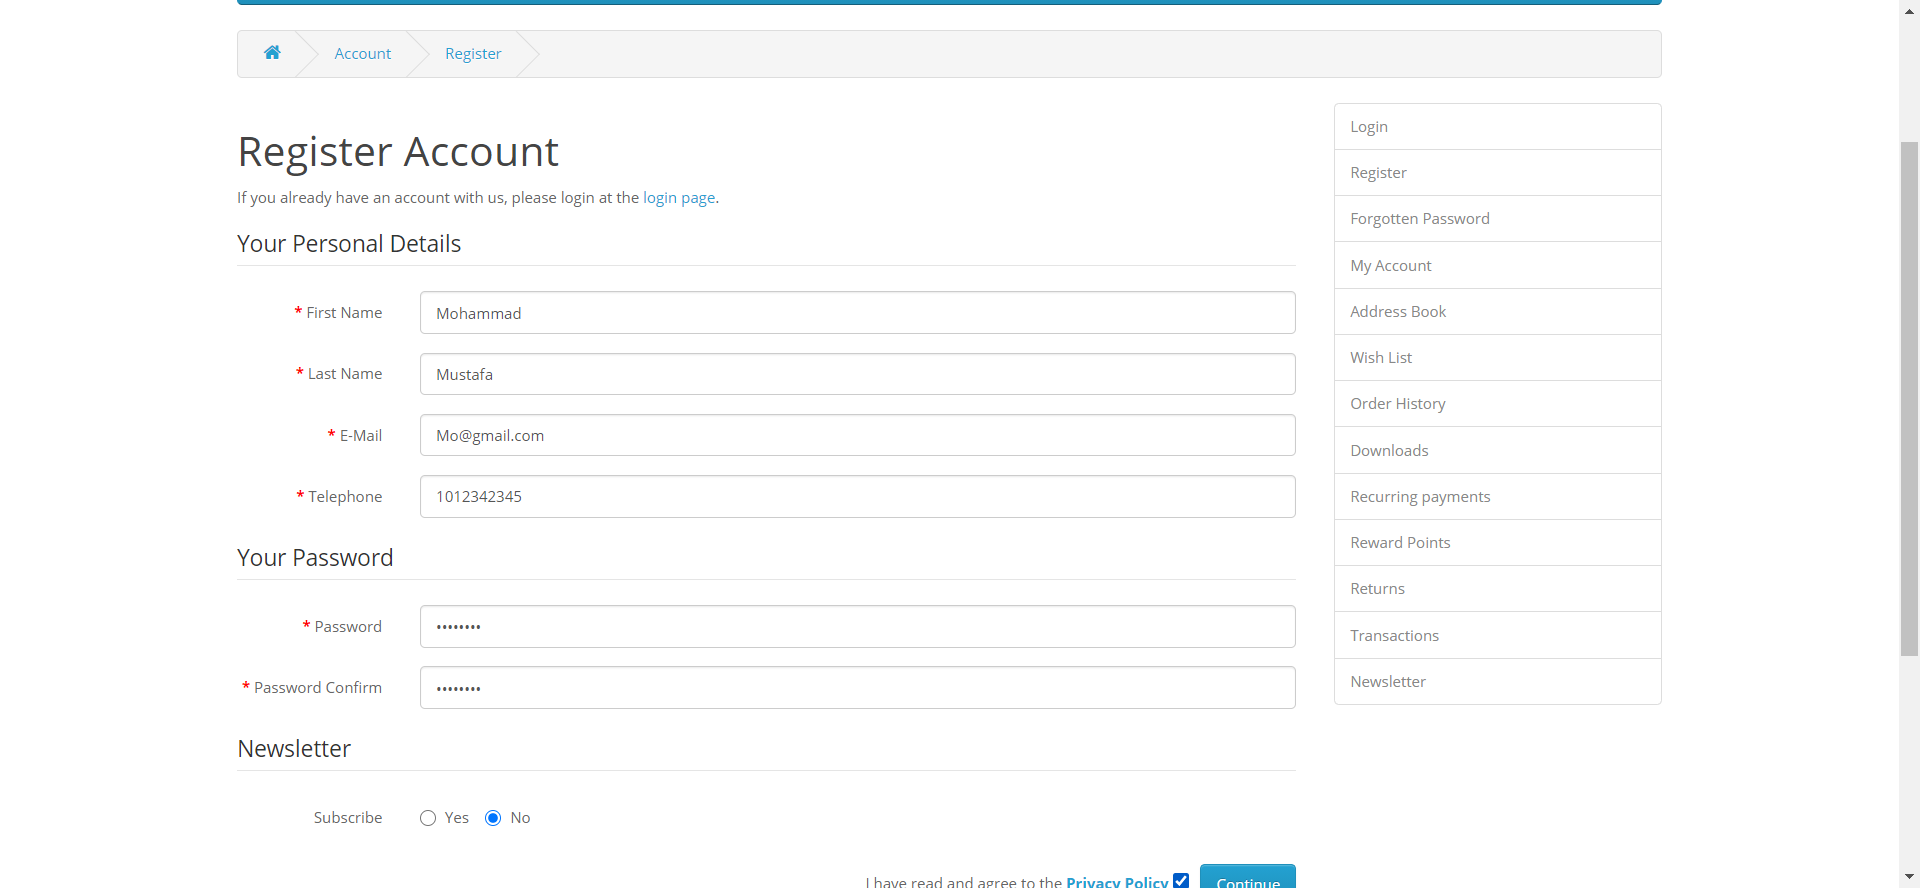 Account
Register
Register Account
If you already have an account with us, please login at the login page.
Your Personal Details
* First Name
Mohammad
* Last Name
Mustafa
* E-Mail
Mo@gmail.com
* Telephone
1012342345
Your Password
* Password
••••••••
* Password Confirm
••••••••
Newsletter
Subscribe
Yes
No
I have read and agree to the Privacy Policy
Continue
Login
Register
Forgotten Password
My Account
Address Book
Wish List
Order History
Downloads
Recurring payments
Reward Points
Returns
Transactions
Newsletter